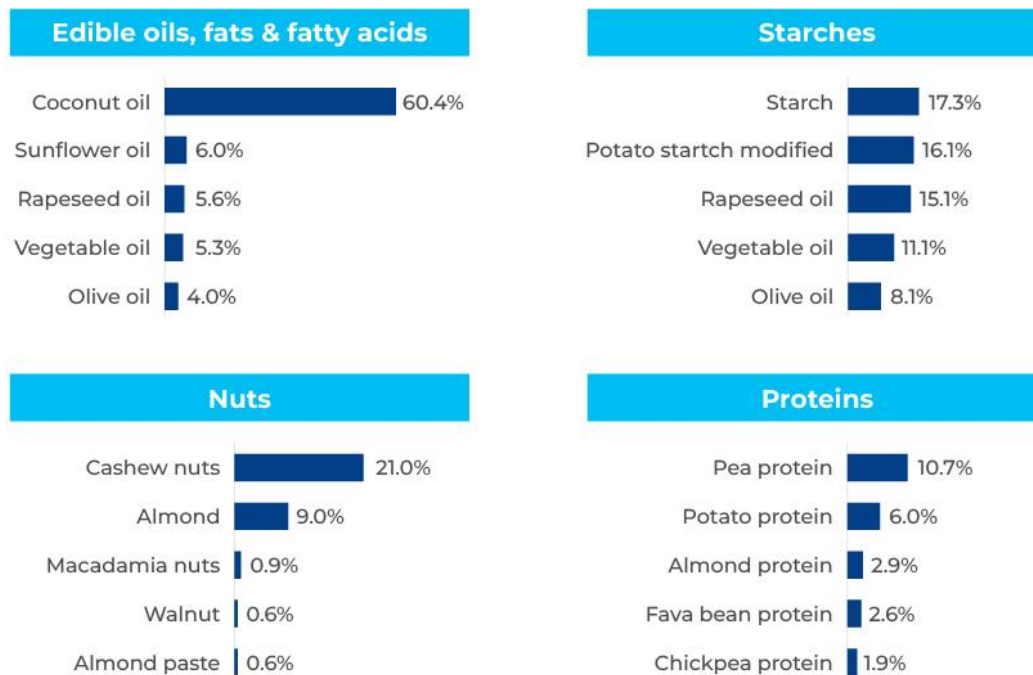 Edible oils, fats & fatty acids
Coconut oil 60.4%
Sunflower oil 6.0%
Rapeseed oil 5.6%
Vegetable oil 5.3%
Olive oil 4.0%
Starches
Starch 17.3%
Potato startch modified 16.1%
Rapeseed oil 15.1%
Vegetable oil 11.1%
Olive oil 8.1%
Nuts
Cashew nuts 21.0%
Almond 9.0%
Macadamia nuts 0.9%
Walnut 0.6%
Almond paste 0.6%
Proteins
Pea protein 10.7%
Potato protein 6.0%
Almond protein 2.9%
Fava bean protein 2.6%
Chickpea protein 1.9%